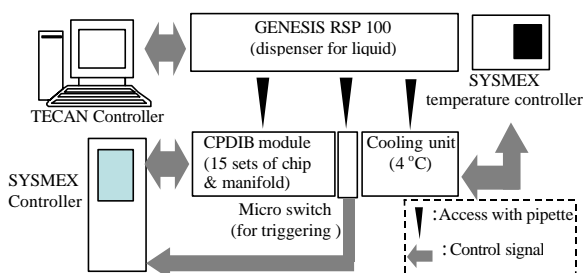 GENESIS RSP 100
(dispenser for liquid)
SYSMEX
temperature controller
TECAN Controller
CPDIB module
(15 sets of chip
& manifold)
Cooling unit
(4 °C)
SYSMEX
Controller
Micro switch
(for triggering )
:Access with pipette
:Control signal